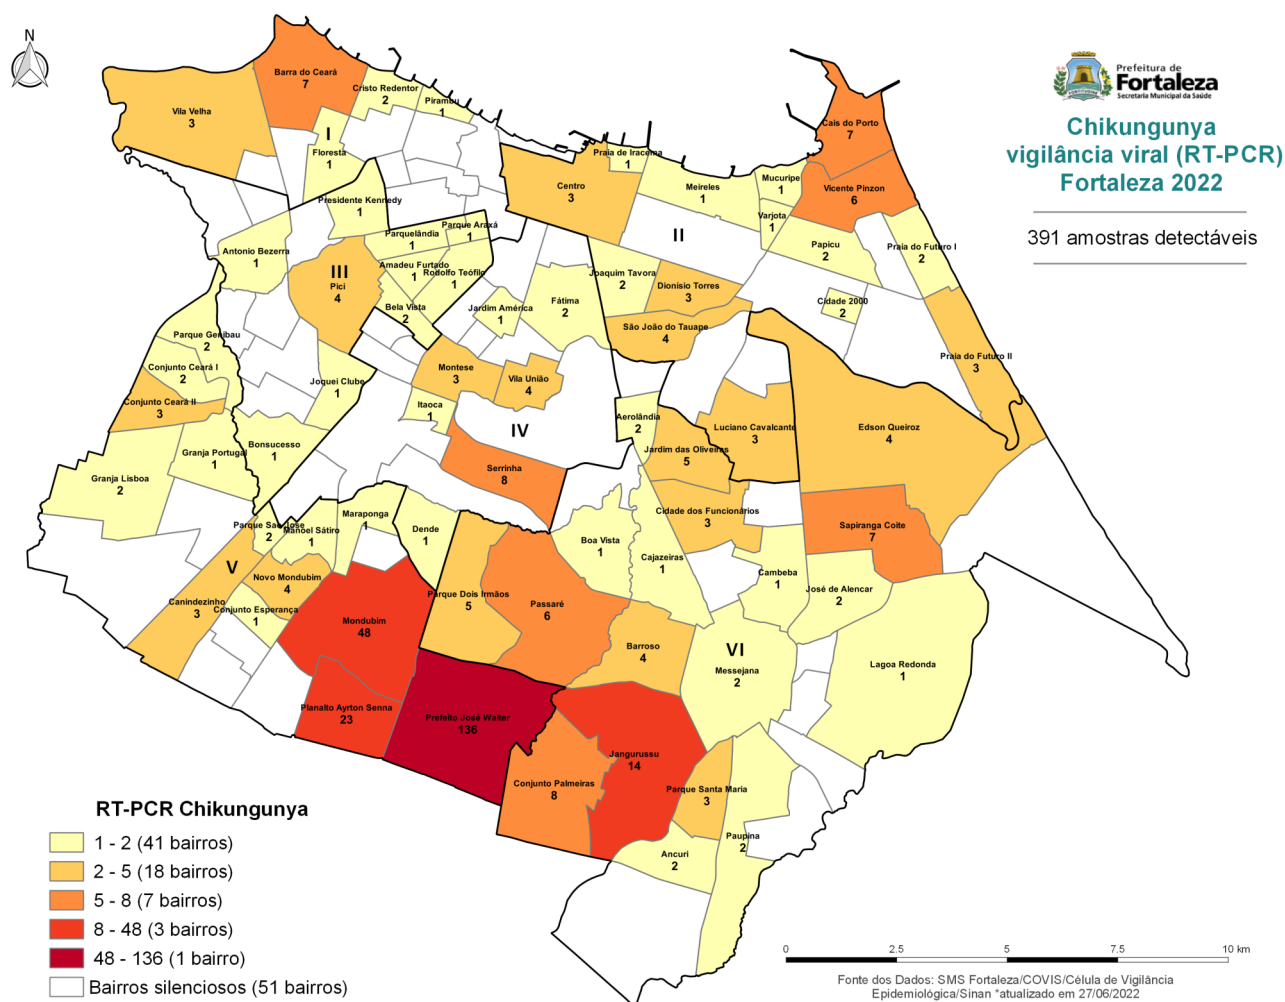 N
Prefeitura de
Fortaleza
Secretaria Municipal da Saúde
Chikungunya
vigilância viral (RT-PCR)
Fortaleza 2022
391 amostras detectáveis
Barra do Ceará
7
Vila Velha
3
Cristo Redentor
2
Pirambu
1
I
Floresta
1
Cais do Porto
7
Praia de Iracema
1
Centro
3
Meireles
1
Mucuripe
1
Vicente Pinzon
6
Presidente Kennedy
1
Varjota
1
Parquelândia
1
Parque Araxá
1
II
Papicu
2
Praia do Futuro I
2
Antonio Bezerra
1
III
Pici
4
Amadeu Furtado
1
Rodolfo Teófilo
1
Joaquim Tavora
2
Dionísio Torres
3
Cidade 2000
2
Bela Vista
2
Jardim América
1
Fátima
2
São João do Tauape
4
Parque Genibau
2
Conjunto Ceará I
2
Conjunto Ceará II
3
Joquei Clube
1
Montese
3
Vila União
4
Praia do Futuro II
3
Itaoca
1
IV
Aerolândia
2
Luciano Cavalcante
3
Edson Queiroz
4
Bonsucesso
1
Granja Portugal
1
Jardim das Oliveiras
5
Granja Lisboa
2
Serrinha
8
Cidade dos Funcionários
3
Sapiranga Coite
7
Maraponga
1
Parque Sao Jose
2
Manoel Sátiro
1
Dende
1
Boa Vista
1
Cajazeiras
1
V
Novo Mondubim
4
Cambeba
1
José de Alencar
2
Canindezinho
3
Conjunto Esperança
1
Parque Dois Irmãos
5
Passaré
6
Mondubim
48
Barroso
4
VI
Messejana
2
Lagoa Redonda
1
Planalto Ayrton Senna
23
Prefeito José Walter
136
Jangurussu
14
Conjunto Palmeiras
8
Parque Santa Maria
3
Paupina
2
Ancuri
2
RT-PCR Chikungunya
1 - 2 (41 bairros)
2 - 5 (18 bairros)
5 - 8 (7 bairros)
8 - 48 (3 bairros)
48 - 136 (1 bairro)
Bairros silenciosos (51 bairros)
0 2.5 5 7.5 10 km
Fonte dos Dados: SMS Fortaleza/COVIS/Célula de Vigilância
Epidemiológica/Sinan *atualizado em 27/06/2022